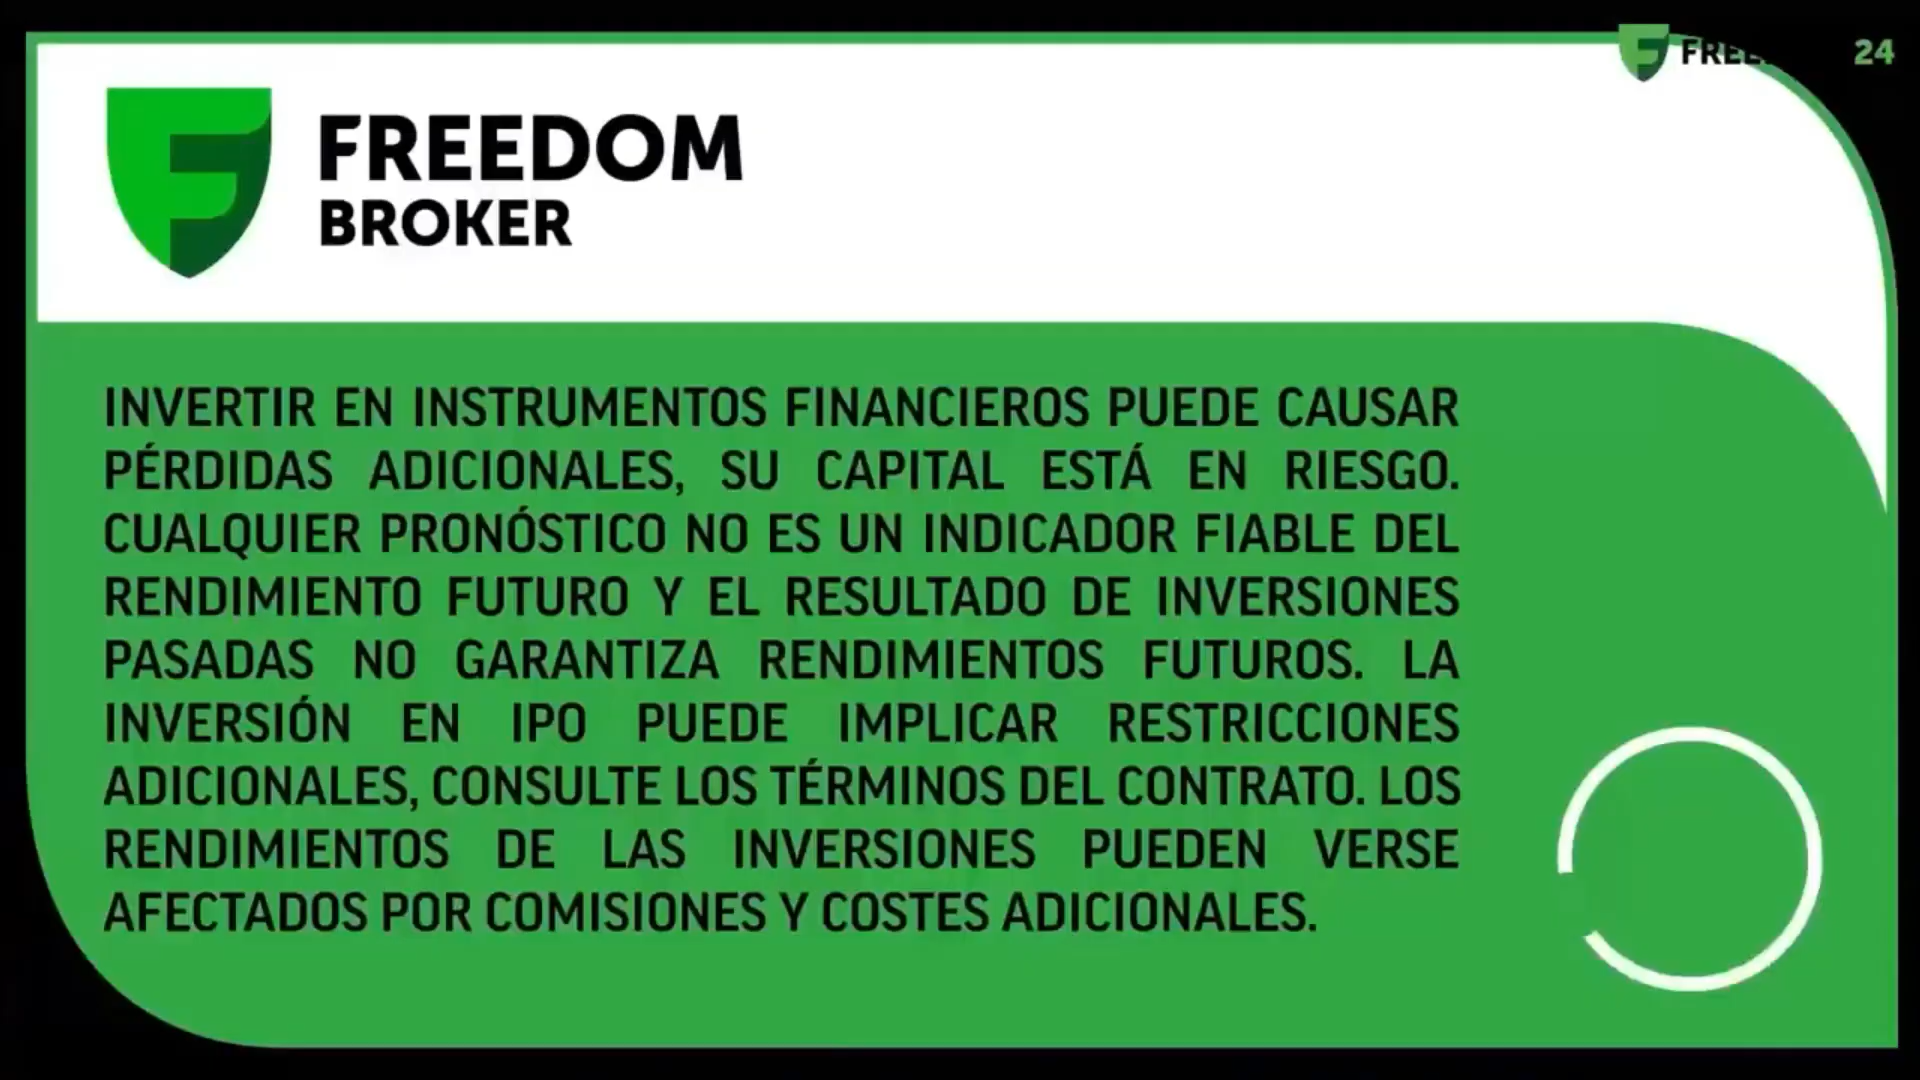 24
FREEDOM
BROKER
INVERTIR EN INSTRUMENTOS FINANCIEROS PUEDE CAUSAR
PÉRDIDAS ADICIONALES, SU CAPITAL ESTÁ EN RIESGO.
CUALQUIER PRONÓSTICO NO ES UN INDICADOR FIABLE DEL
RENDIMIENTO FUTURO Y EL RESULTADO DE INVERSIONES
PASADAS NO GARANTIZA RENDIMIENTOS FUTUROS. LA
INVERSIÓN EN IPO PUEDE IMPLICAR RESTRICCIONES
ADICIONALES, CONSULTE LOS TÉRMINOS DEL CONTRATO. LOS
RENDIMIENTOS DE LAS INVERSIONES PUEDEN VERSE
AFECTADOS POR COMISIONES Y COSTES ADICIONALES.